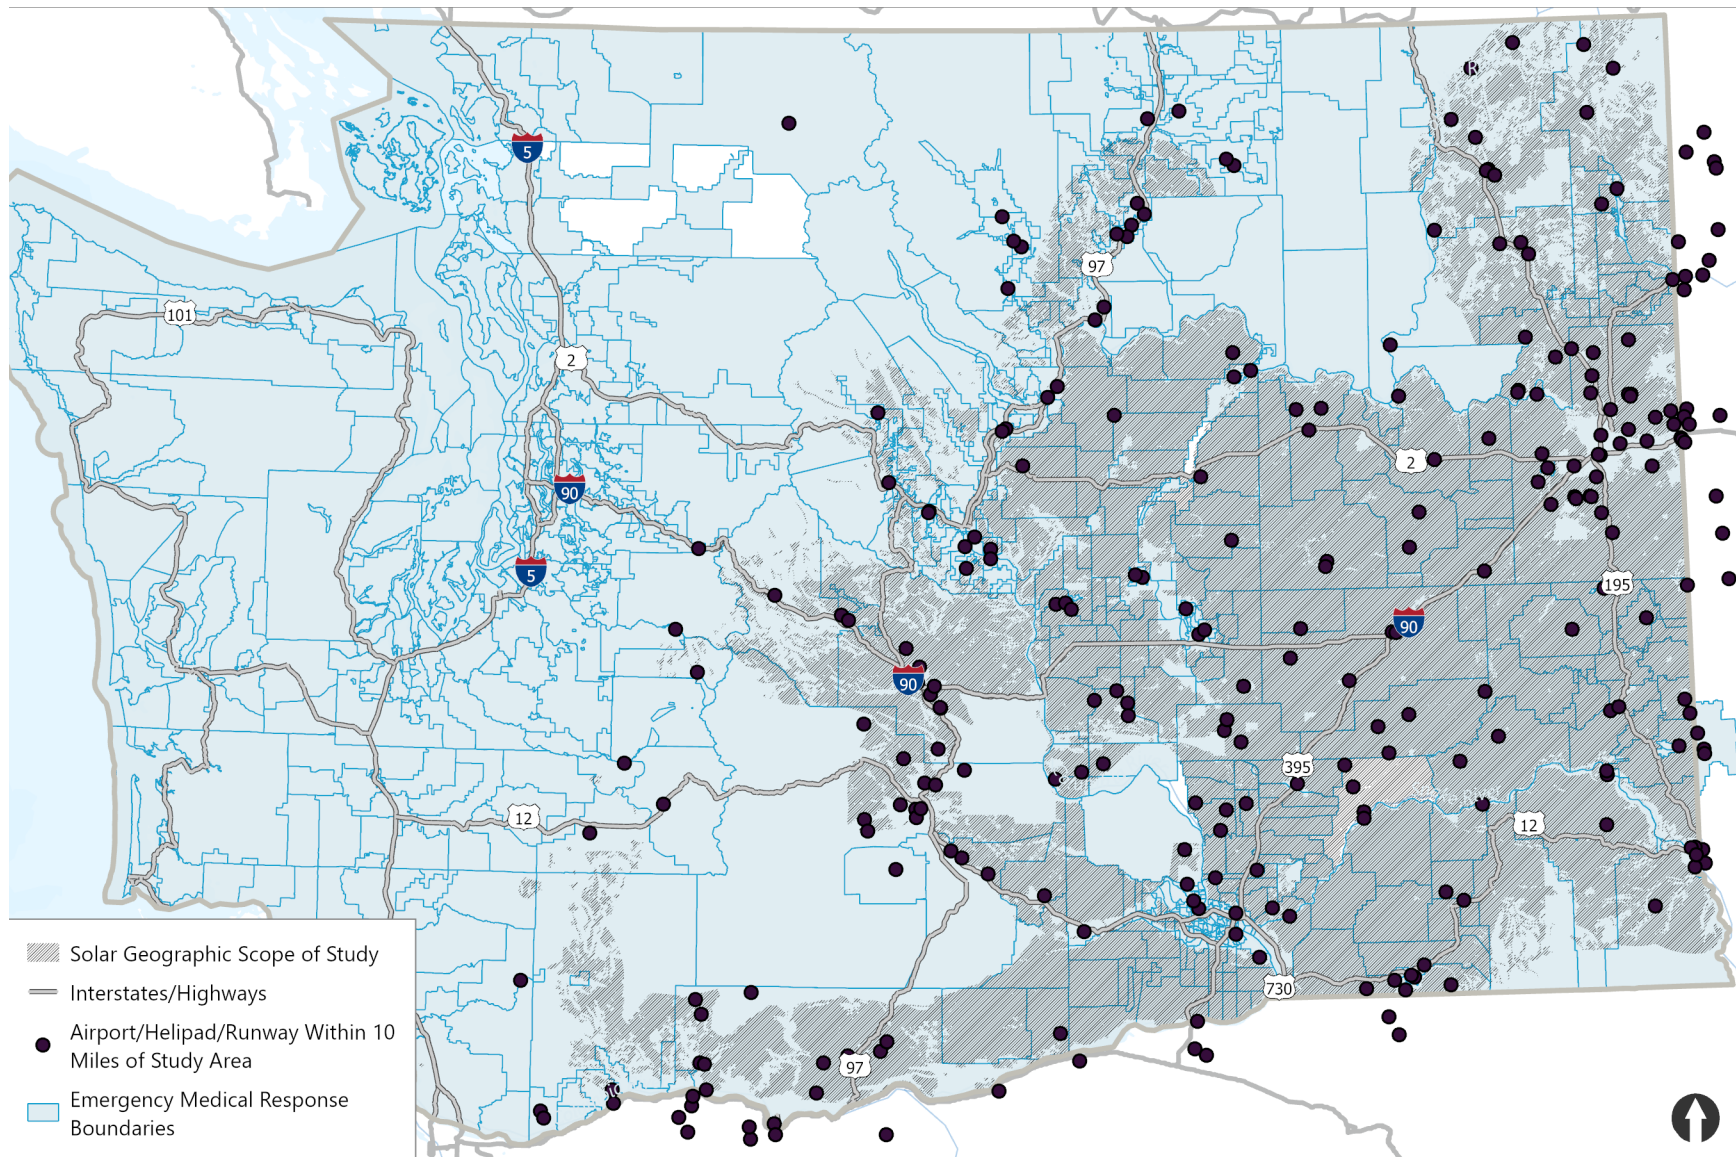 5
97
101
2
2
90
5
195
90
90
395
12
12
730
97
Solar Geographic Scope of Study
Interstates/Highways
Airport/Helipad/Runway Within 10
Miles of Study Area
Emergency Medical Response
Boundaries